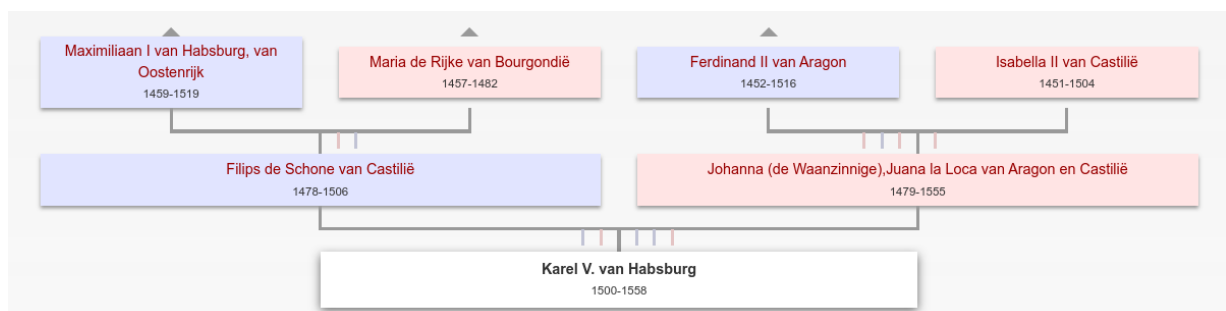 Maximiliaan I van Habsburg, van
Oostenrijk
1459-1519
Maria de Rijke van Bourgondië
1457-1482
Ferdinand II van Aragon
1452-1516
Isabella II van Castilië
1451-1504
Filips de Schone van Castilië
1478-1506
Johanna (de Waanzinnige),Juana la Loca van Aragon en Castilië
1479-1555
Karel V. van Habsburg
1500-1558